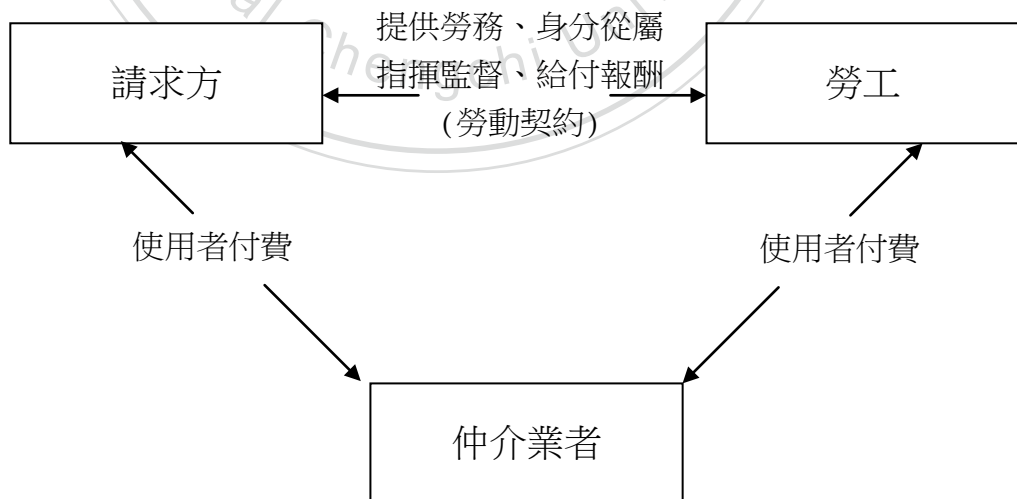 提供勞務、身分從屬
請求方
指揮監督、給付報酬
勞工
(勞動契約)
使用者付費
使用者付費
仲介業者
Chengchi Uni